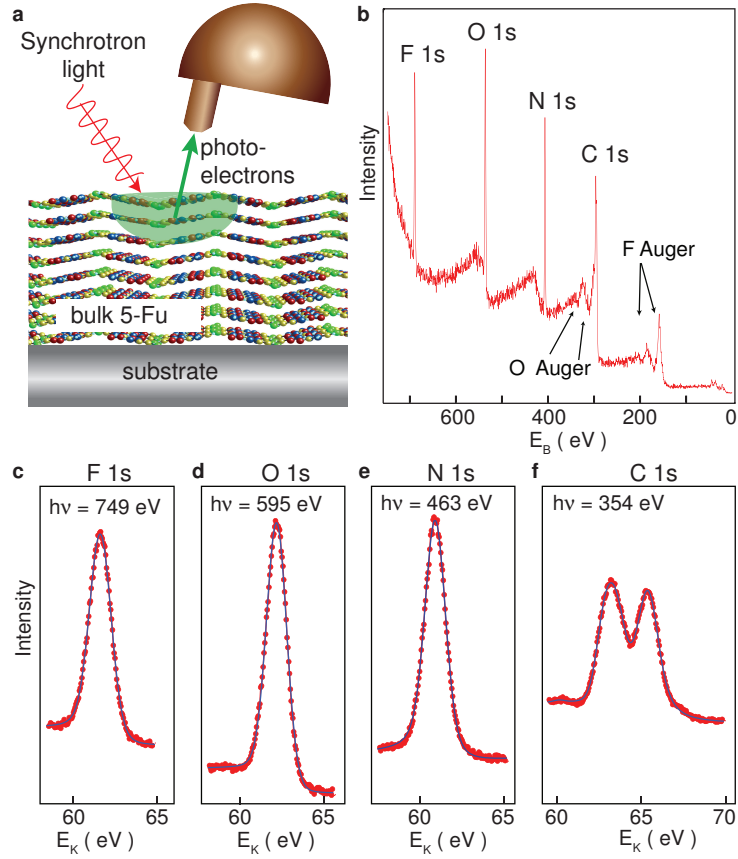 a
Synchrotron
light
photo-
electrons
bulk 5-Fu
substrate
b
Intensity
F 1s
O 1s
N 1s
C 1s
F Auger
O Auger
600 400 200 0
E_B ( eV )
c F 1s
hν = 749 eV
Intensity
60 65
E_K ( eV )
d O 1s
hν = 595 eV
60 65
E_K ( eV )
e N 1s
hν = 463 eV
60 65
E_K ( eV )
f C 1s
hν = 354 eV
60 65 70
E_K ( eV )